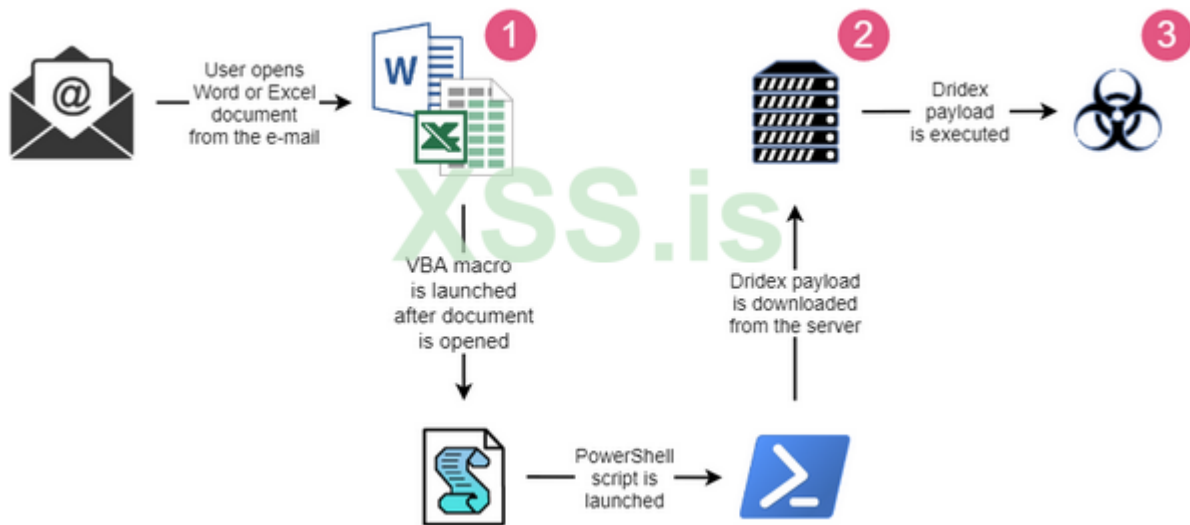 1
2
3
@
User opens
Word or Excel
document
from the e-mail
W
X
Dridex
payload
is executed
XSS.is
VBA macro
is launched
after document
is opened
Dridex payload
is downloaded
from the server
PowerShell
script is
launched